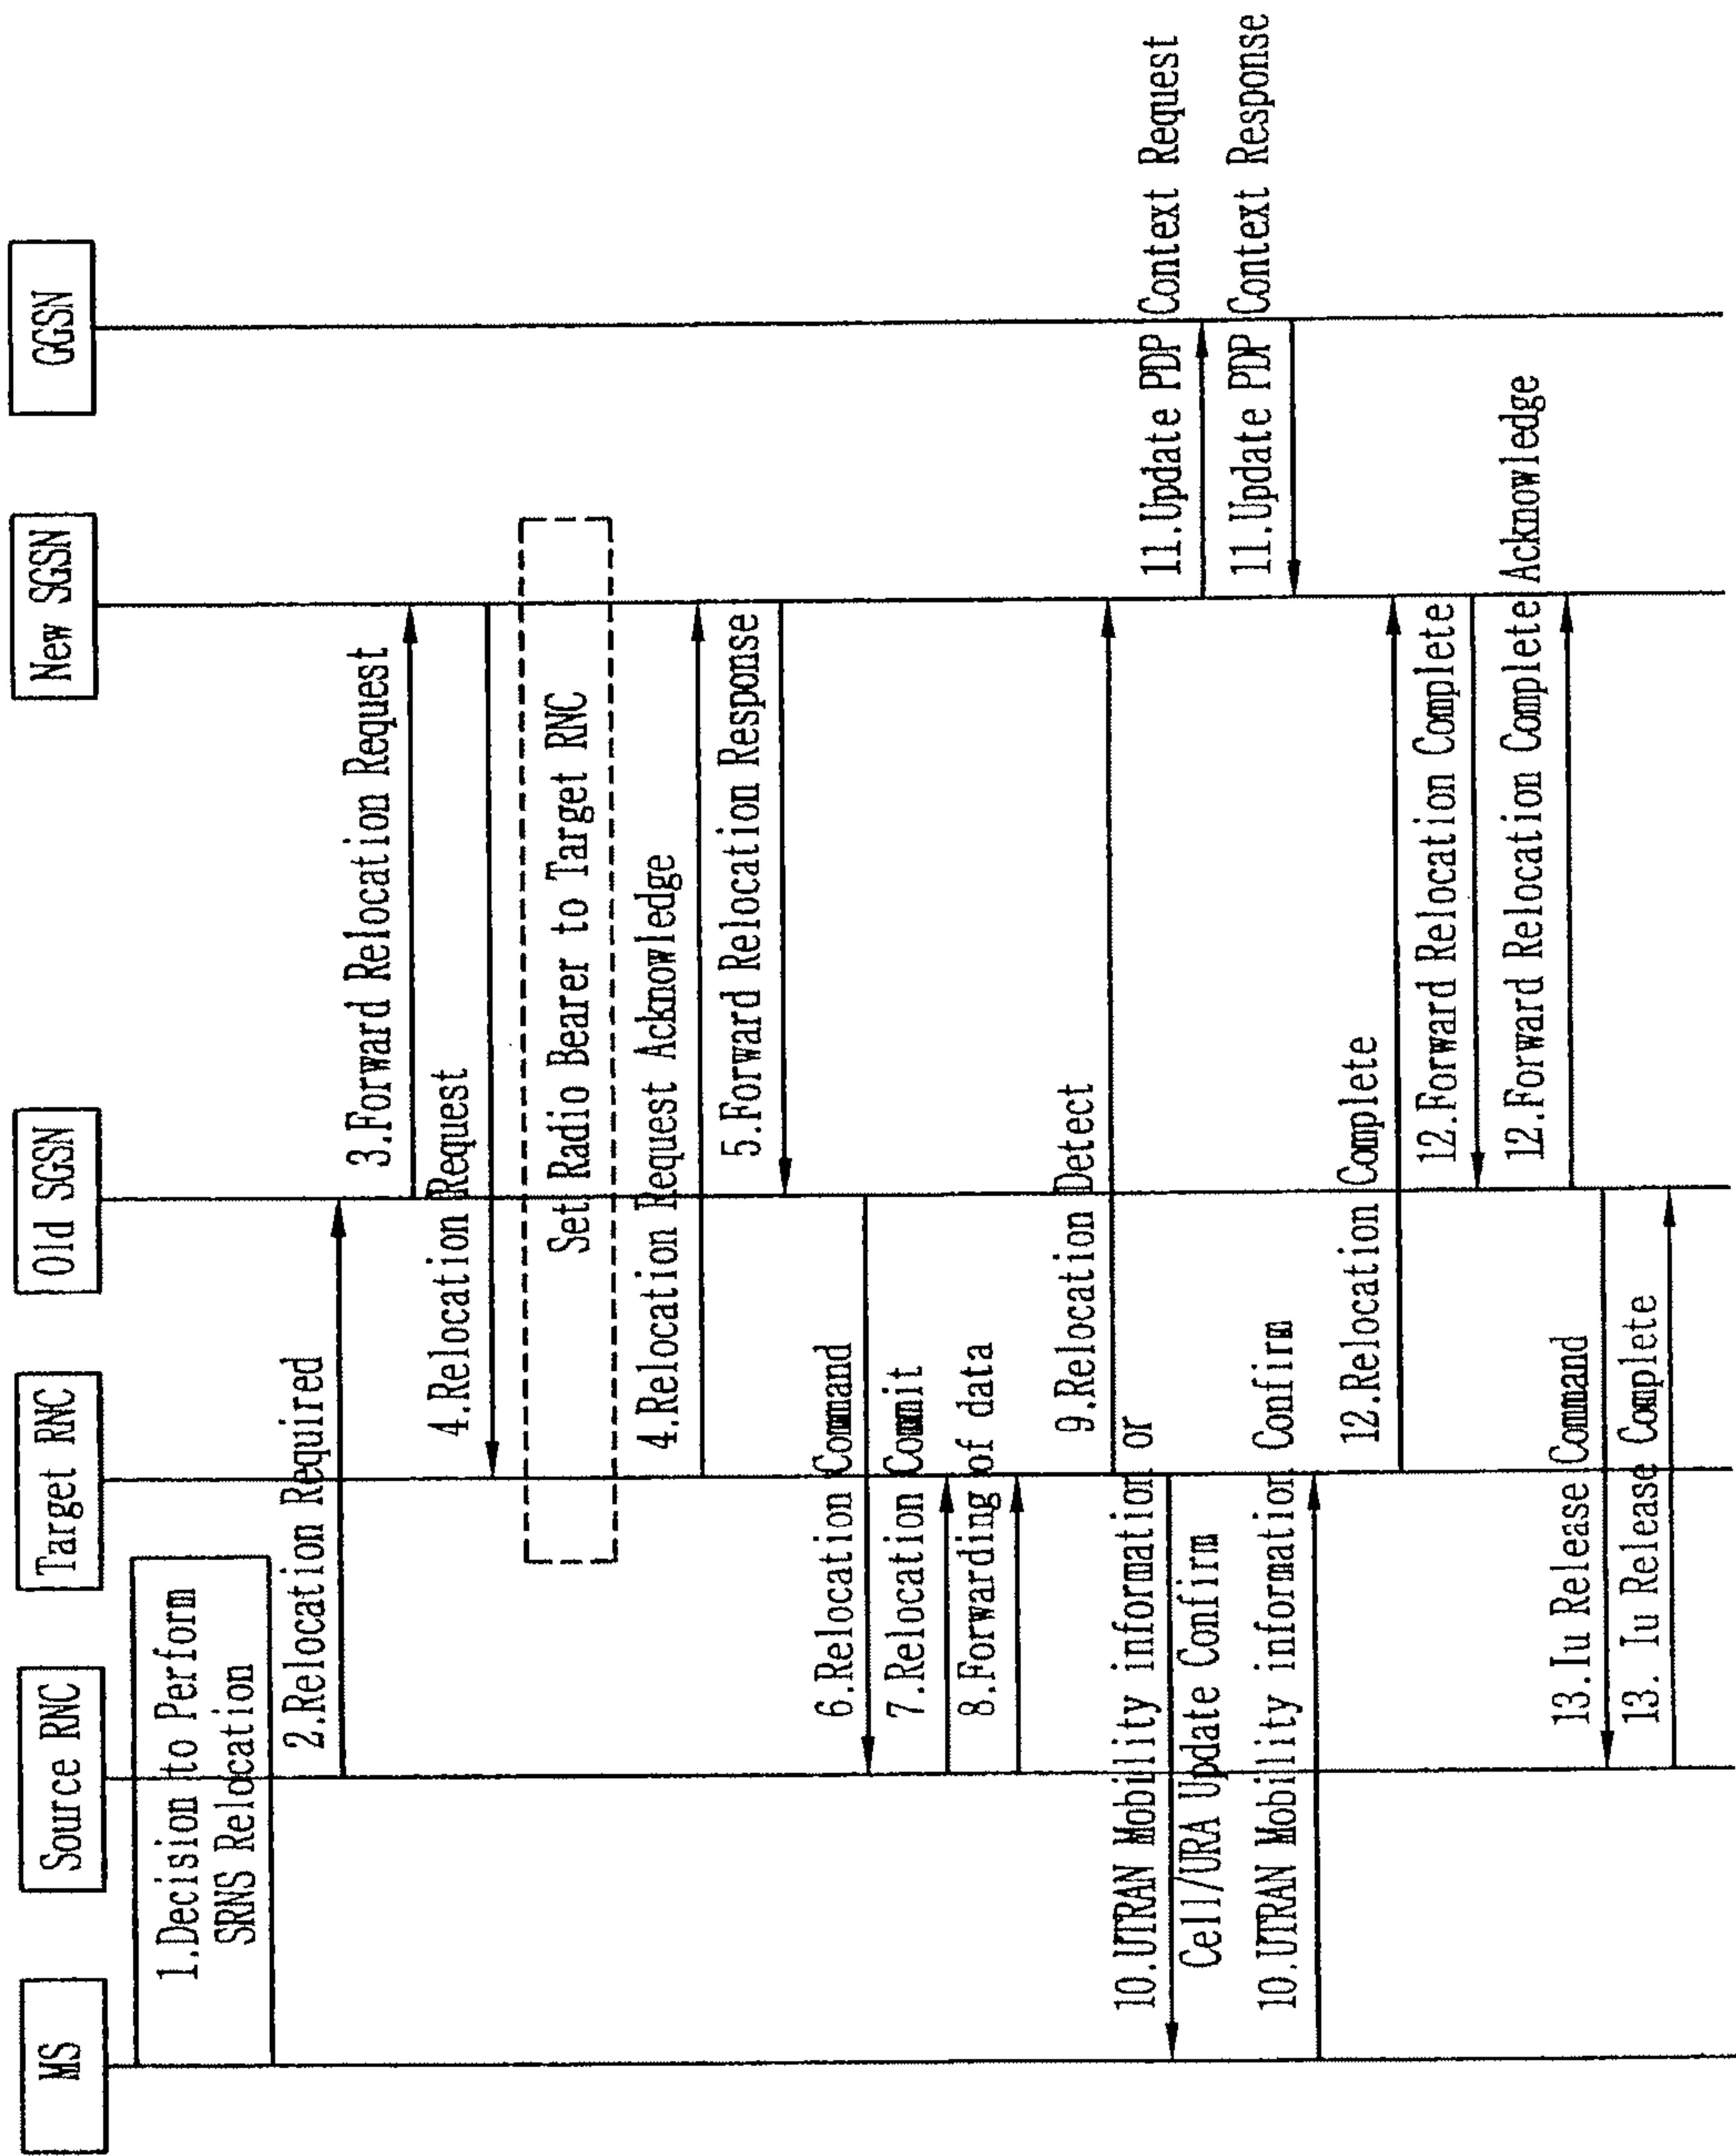 MS
Source RNC
Target RNC
Old SGSN
New SGSN
GGSN
1.Decision to Perform
SRNS Relocation
2.Relocation Required
3.Forward Relocation Request
4.Relocation Request
Set Radio Bearer to Target RNC
4.Relocation Request Acknowledge
5.Forward Relocation Response
6.Relocation Command
7.Relocation Commit
8.Forwarding of data
9.Relocation Detect
10.UTRAN Mobility information or
Cell/URA Update Confirm
11.Update PDP Context Request
11.Update PDP Context Response
10.UTRAN Mobility information Confirm
12.Relocation Complete
12.Forward Relocation Complete
12.Forward Relocation Complete Acknowledge
13.Iu Release Command
13. Iu Release Complete